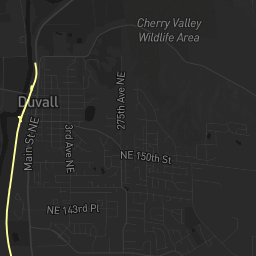 Cherry Valley
Wildlife Area
Duvall
275th Ave NE
Main St NE
3rd Ave NE
NE 150th St
NE 143rd Pl